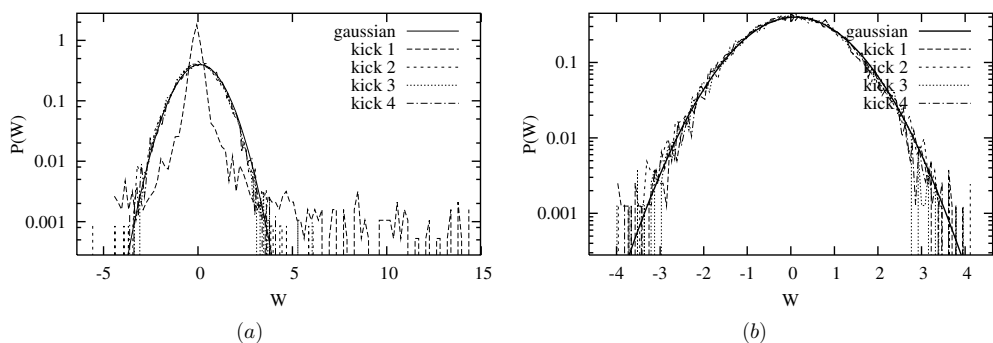 gaussian
kick 1
kick 2
kick 3
kick 4
P(W)
1
0.1
0.01
0.001
-5 0 5 10 15
W
(a)
gaussian
kick 1
kick 2
kick 3
kick 4
P(W)
0.1
0.01
0.001
-4 -3 -2 -1 0 1 2 3 4
W
(b)